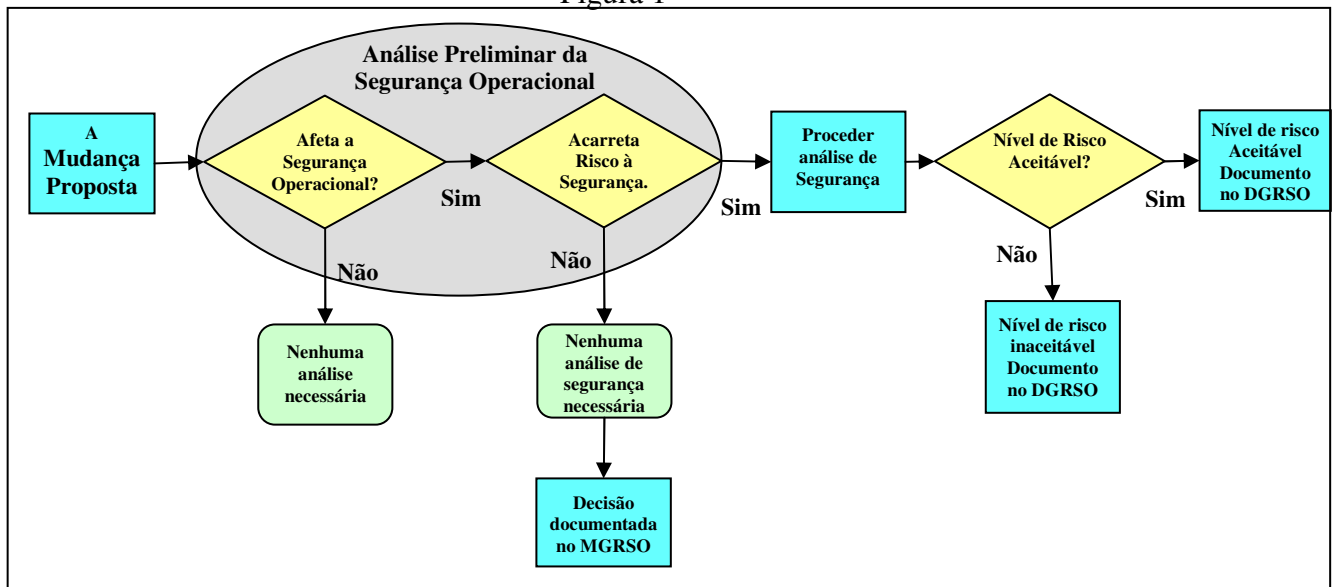 Figura 1
Análise Preliminar da
Segurança Operacional
A
Mudança
Proposta
Afeta a
Segurança
Operacional?
Sim
Não
Acarreta
Risco à
Segurança.
Sim
Não
Proceder
análise de
Segurança
Nível de Risco
Aceitável?
Sim
Não
Nível de risco
Aceitável
Documento
no DGRSO
Nenhuma
análise
necessária
Nenhuma
análise de
segurança
necessária
Nível de risco
inaceitável
Documento
no DGRSO
Decisão
documentada
no MGRSO